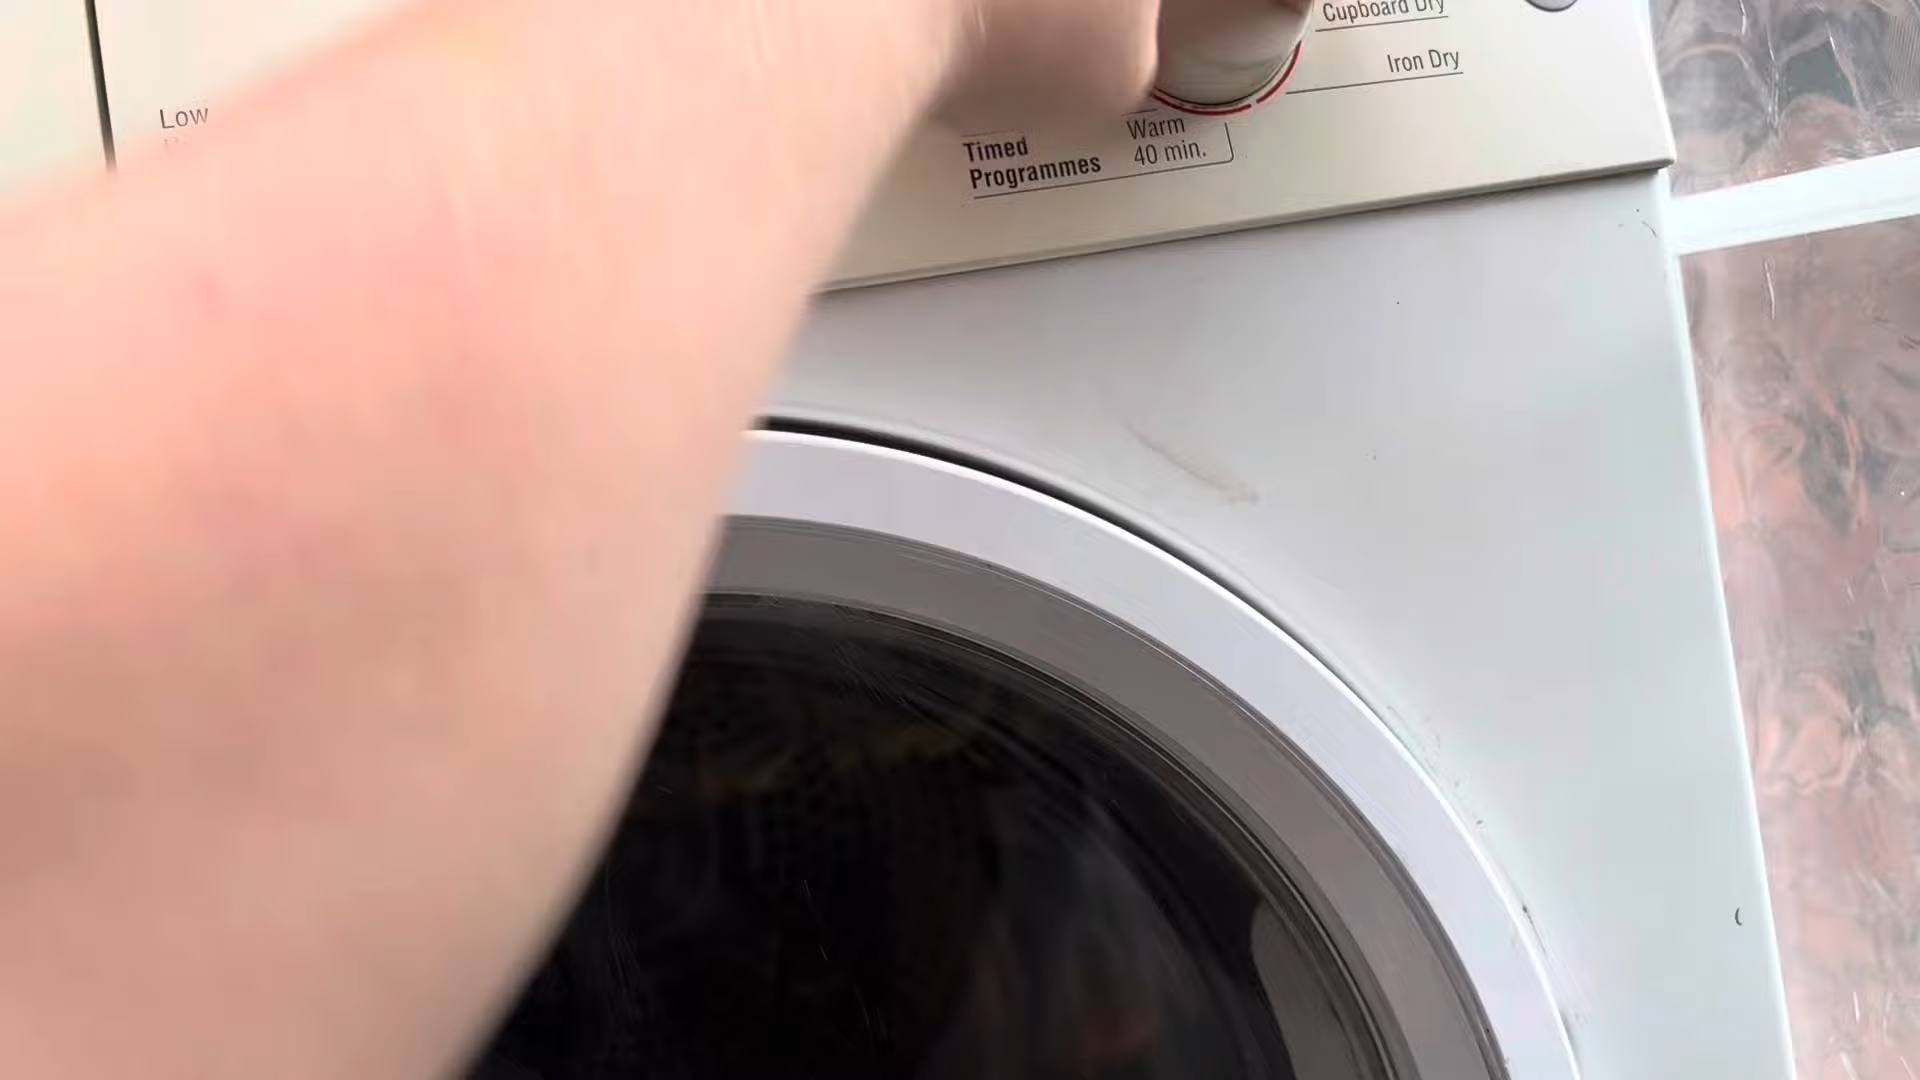 Cupboard Dry
Iron Dry
Low
Warm
40 min.
Timed
Programmes